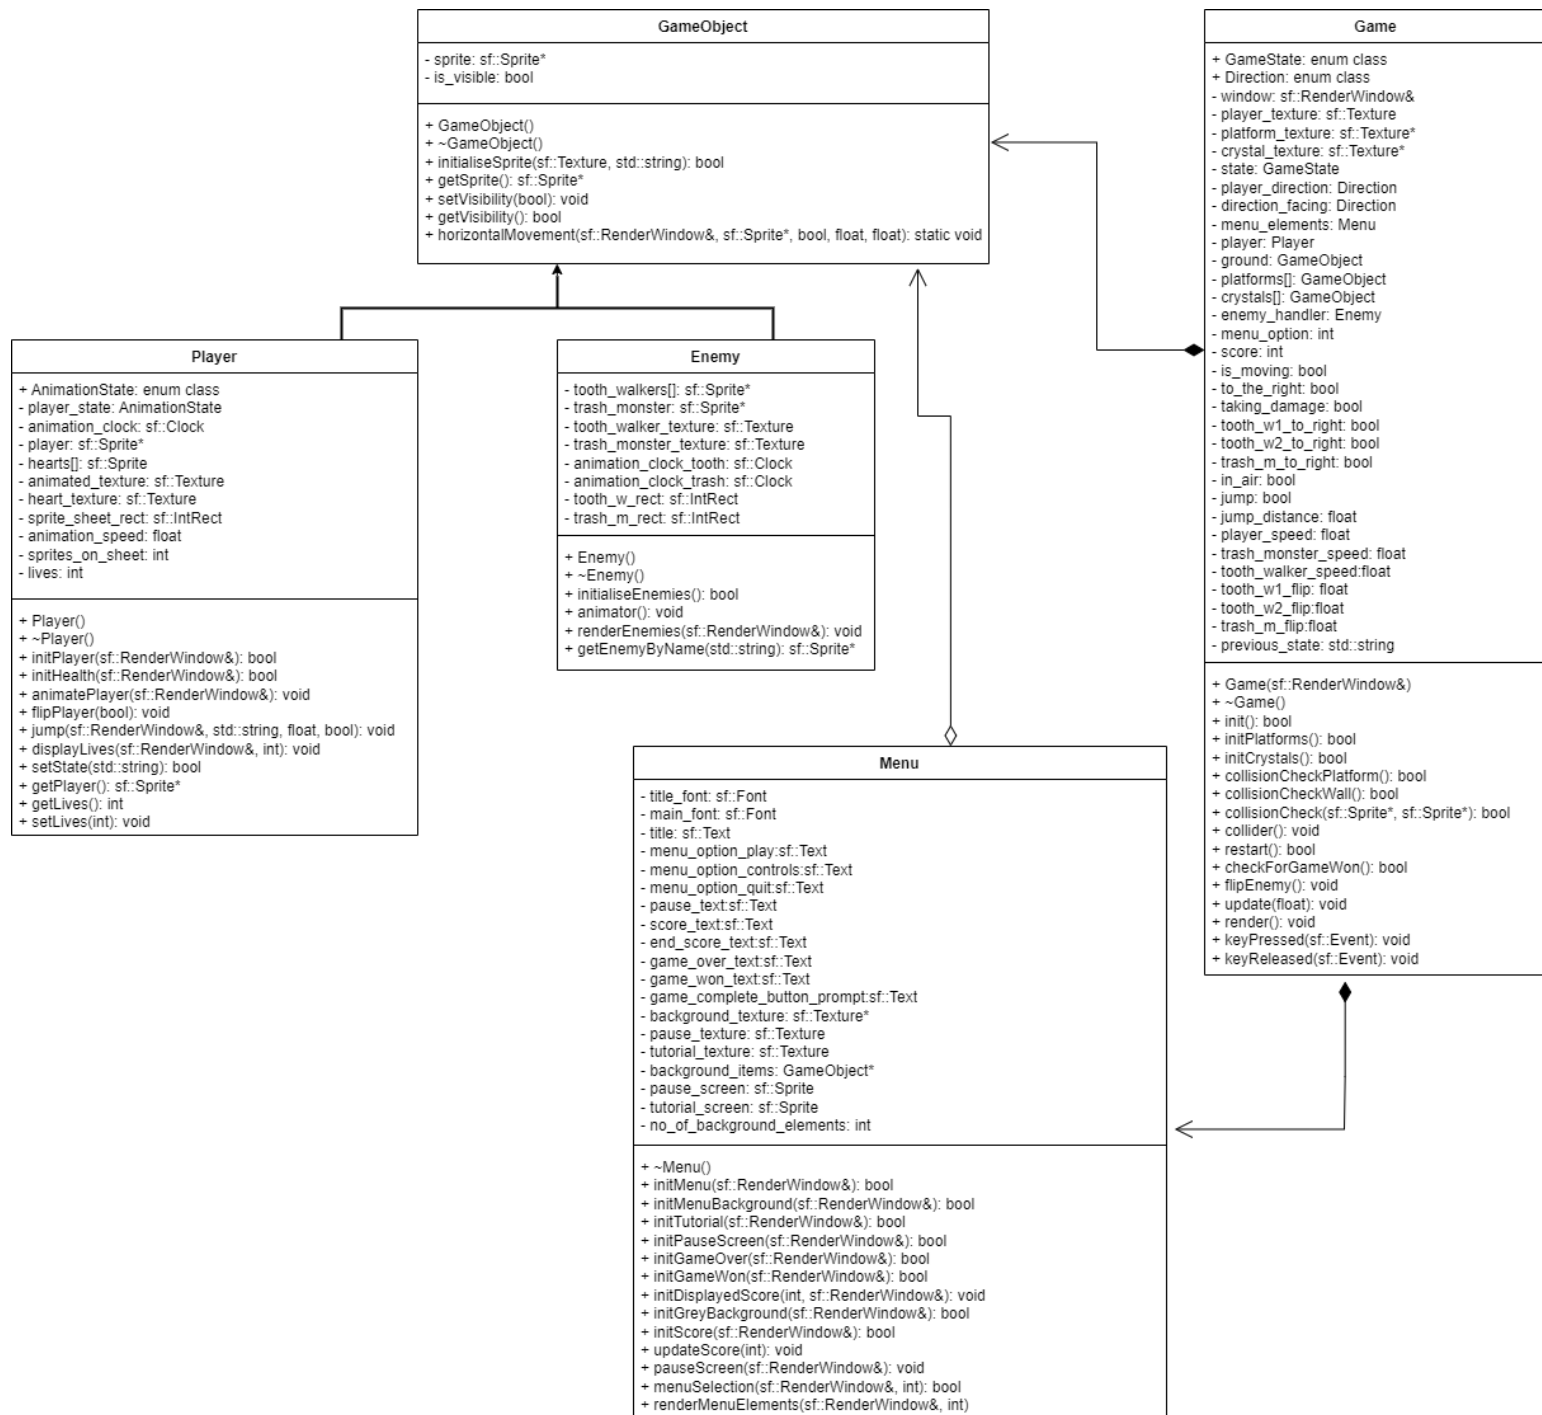 GameObject
- sprite: sf::Sprite*
- is_visible: bool
+ GameObject()
+ ~GameObject()
+ initialiseSprite(sf::Texture, std::string): bool
+ getSprite(): sf::Sprite*
+ setVisibility(bool): void
+ getVisibility(): bool
+ horizontalMovement(sf::RenderWindow&, sf::Sprite*, bool, float, float): static void
Game
+ GameState: enum class
+ Direction: enum class
- window: sf::RenderWindow&
- player_texture: sf::Texture
- platform_texture: sf::Texture*
- crystal_texture: sf::Texture*
- state: GameState
- player_direction: Direction
- direction_facing: Direction
- menu_elements: Menu
- player: Player
- ground: GameObject
- platforms[]: GameObject
- crystals[]: GameObject
- enemy_handler: Enemy
- menu_option: int
- score: int
- is_moving: bool
- to_the_right: bool
- taking_damage: bool
- tooth_w1_to_right: bool
- tooth_w2_to_right: bool
- trash_m_to_right: bool
- in_air: bool
- jump: bool
- jump_distance: float
- player_speed: float
- trash_monster_speed: float
- tooth_walker_speed:float
- tooth_w1_flip: float
- tooth_w2_flip:float
- trash_m_flip:float
- previous_state: std::string
+ Game(sf::RenderWindow&)
+ ~Game()
+ init(): bool
+ initPlatforms(): bool
+ initCrystals(): bool
+ collisionCheckPlatform(): bool
+ collisionCheckWall(): bool
+ collisionCheck(sf::Sprite*, sf::Sprite*): bool
+ collider(): void
+ restart(): bool
+ checkForGameWon(): bool
+ flipEnemy(): void
+ update(float): void
+ render(): void
+ keyPressed(sf::Event): void
+ keyReleased(sf::Event): void
Player
+ AnimationState: enum class
- player_state: AnimationState
- animation_clock: sf::Clock
- player: sf::Sprite*
- hearts[]: sf::Sprite
- animated_texture: sf::Texture
- heart_texture: sf::Texture
- sprite_sheet_rect: sf::IntRect
- animation_speed: float
- sprites_on_sheet: int
- lives: int
+ Player()
+ ~Player()
+ initPlayer(sf::RenderWindow&): bool
+ initHealth(sf::RenderWindow&): bool
+ animatePlayer(sf::RenderWindow&): void
+ flipPlayer(bool): void
+ jump(sf::RenderWindow&, std::string, float, bool): void
+ displayLives(sf::RenderWindow&, int): void
+ setState(std::string): bool
+ getPlayer(): sf::Sprite*
+ getLives(): int
+ setLives(int): void
Enemy
- tooth_walkers[]: sf::Sprite*
- trash_monster: sf::Sprite*
- tooth_walker_texture: sf::Texture
- trash_monster_texture: sf::Texture
- animation_clock_tooth: sf::Clock
- animation_clock_trash: sf::Clock
- tooth_w_rect: sf::IntRect
- trash_m_rect: sf::IntRect
+ Enemy()
+ ~Enemy()
+ initialiseEnemies(): bool
+ animator(): void
+ renderEnemies(sf::RenderWindow&): void
+ getEnemyByName(std::string): sf::Sprite*
Menu
- title_font: sf::Font
- main_font: sf::Font
- title: sf::Text
- menu_option_play:sf::Text
- menu_option_controls:sf::Text
- menu_option_quit:sf::Text
- pause_text:sf::Text
- score_text:sf::Text
- end_score_text:sf::Text
- game_over_text:sf::Text
- game_won_text:sf::Text
- game_complete_button_prompt:sf::Text
- background_texture: sf::Texture*
- pause_texture: sf::Texture
- tutorial_texture: sf::Texture
- background_items: GameObject*
- pause_screen: sf::Sprite
- tutorial_screen: sf::Sprite
- no_of_background_elements: int
+ ~Menu()
+ initMenu(sf::RenderWindow&): bool
+ initMenuBackground(sf::RenderWindow&): bool
+ initTutorial(sf::RenderWindow&): bool
+ initPauseScreen(sf::RenderWindow&): bool
+ initGameOver(sf::RenderWindow&): bool
+ initGameWon(sf::RenderWindow&): bool
+ initDisplayedScore(int, sf::RenderWindow&): void
+ initGreyBackground(sf::RenderWindow&): bool
+ initScore(sf::RenderWindow&): bool
+ updateScore(int): void
+ pauseScreen(sf::RenderWindow&): void
+ menuSelection(sf::RenderWindow&, int): bool
+ renderMenuElements(sf::RenderWindow&, int)